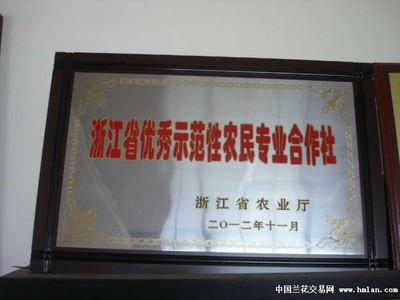 浙江省优秀示范性农民专业合作社
浙江省农业厅
二〇一二年十一月
中国兰花交易网 www.hmlan.com